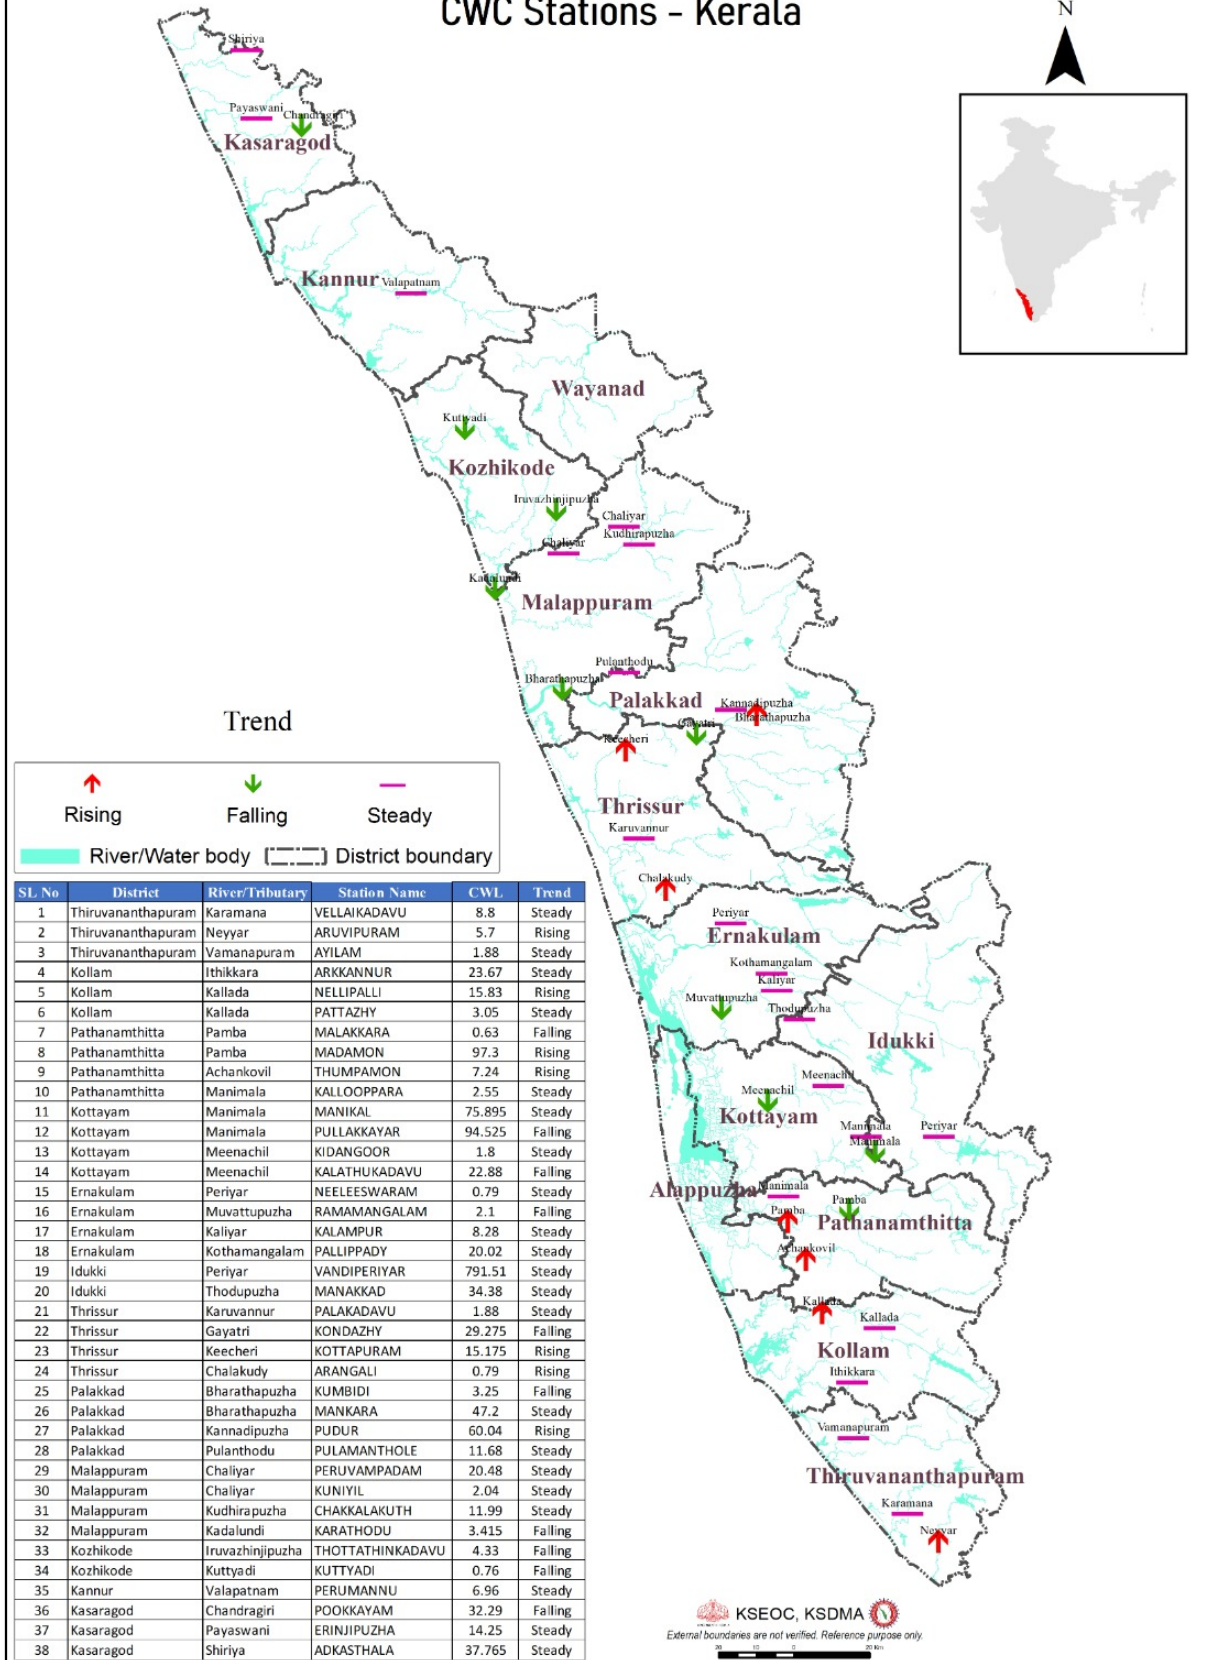 CWC Stations - Kerala
N
Shiriya
Payaswani
Chandragiri
Kasaragod
Kannur
Valapatnam
Wayanad
Kuttyadi
Kozhikode
Iruvazhinjipuzha
Chaliyar
Kudhirapuzha
Chaliyar
Kadalundi
Malappuram
Pulanthodu
Bharathapuzha
Palakkad
Kannadipuzha
Bharathapuzha
Gayatri
Keecheri
Thrissur
Karuvannur
Chalakudy
Periyar
Ernakulam
Kothamangalam
Kaliyar
Muvattupuzha
Thodupuzha
Idukki
Meenachil
Meenachil
Kottayam
Manimala
Periyar
Manimala
Alappuzha
Manimala
Pamba
Pamba
Pathanamthitta
Achankovil
Kallada
Kallada
Kollam
Ithikkara
Vamanapuram
Thiruvananthapuram
Karamana
Neyyar
Trend
Rising Falling Steady
River/Water body District boundary
SL No District River/Tributary Station Name CWL Trend
1 Thiruvananthapuram Karamana VELLAIKADAVU 8.8 Steady
2 Thiruvananthapuram Neyyar ARUVIPURAM 5.7 Rising
3 Thiruvananthapuram Vamanapuram AYILAM 1.88 Steady
4 Kollam Ithikkara ARKKANNUR 23.67 Steady
5 Kollam Kallada NELLIPALLI 15.83 Rising
6 Kollam Kallada PATTAZHY 3.05 Steady
7 Pathanamthitta Pamba MALAKKARA 0.63 Falling
8 Pathanamthitta Pamba MADAMON 97.3 Rising
9 Pathanamthitta Achankovil THUMPAMON 7.24 Rising
10 Pathanamthitta Manimala KALLOOPPARA 2.55 Steady
11 Kottayam Manimala MANIKAL 75.895 Steady
12 Kottayam Manimala PULLAKKAYAR 94.525 Falling
13 Kottayam Meenachil KIDANGOOR 1.8 Steady
14 Kottayam Meenachil KALATHUKADAVU 22.88 Falling
15 Ernakulam Periyar NEELEESWARAM 0.79 Steady
16 Ernakulam Muvattupuzha RAMAMANGALAM 2.1 Falling
17 Ernakulam Kaliyar KALAMPUR 8.28 Steady
18 Ernakulam Kothamangalam PALLIPPADY 20.02 Steady
19 Idukki Periyar VANDIPERIYAR 791.51 Steady
20 Idukki Thodupuzha MANAKKAD 34.38 Steady
21 Thrissur Karuvannur PALAKADAVU 1.88 Steady
22 Thrissur Gayatri KONDAZHY 29.275 Falling
23 Thrissur Keecheri KOTTAPURAM 15.175 Rising
24 Thrissur Chalakudy ARANGALI 0.79 Rising
25 Palakkad Bharathapuzha KUMBIDI 3.25 Falling
26 Palakkad Bharathapuzha MANKARA 47.2 Steady
27 Palakkad Kannadipuzha PUDUR 60.04 Rising
28 Palakkad Pulanthodu PULAMANTHOLE 11.68 Steady
29 Malappuram Chaliyar PERUVAMPADAM 20.48 Steady
30 Malappuram Chaliyar KUNIYIL 2.04 Steady
31 Malappuram Kudhirapuzha CHAKKALAKUTH 11.99 Steady
32 Malappuram Kadalundi KARATHODU 3.415 Falling
33 Kozhikode Iruvazhinjipuzha THOTTATHINKADAVU 4.33 Falling
34 Kozhikode Kuttyadi KUTTYADI 0.76 Falling
35 Kannur Valapatnam PERUMANNU 6.96 Steady
36 Kasaragod Chandragiri POOKKAYAM 32.29 Falling
37 Kasaragod Payaswani ERINJIPUZHA 14.25 Steady
38 Kasaragod Shiriya ADKASTHALA 37.765 Steady
KSEOC, KSDMA
External boundaries are not verified. Reference purpose only.
20 10 0 20 Km